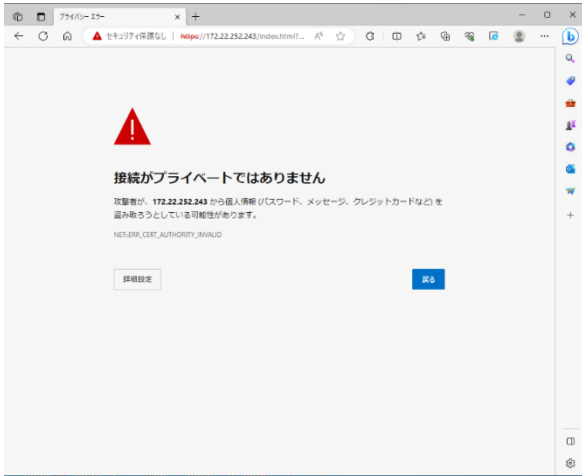 プライバシー エラー
セキュリティ保護なし | https://172.22.252.243/index.html?...
接続がプライベートではありません
攻撃者が、172.22.252.243 から個人情報 (パスワード、メッセージ、クレジットカードなど) を
盗み取ろうとしている可能性があります。
NET::ERR_CERT_AUTHORITY_INVALID
詳細設定
戻る